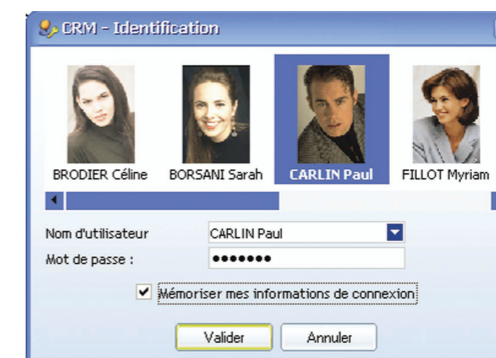 CRM - Identification
BRODIER Céline BORSANI Sarah CARLIN Paul FILLOT Myriam
Nom d'utilisateur CARLIN Paul
Mot de passe : ●●●●●●●
Mémoriser mes informations de connexion
Valider Annuler